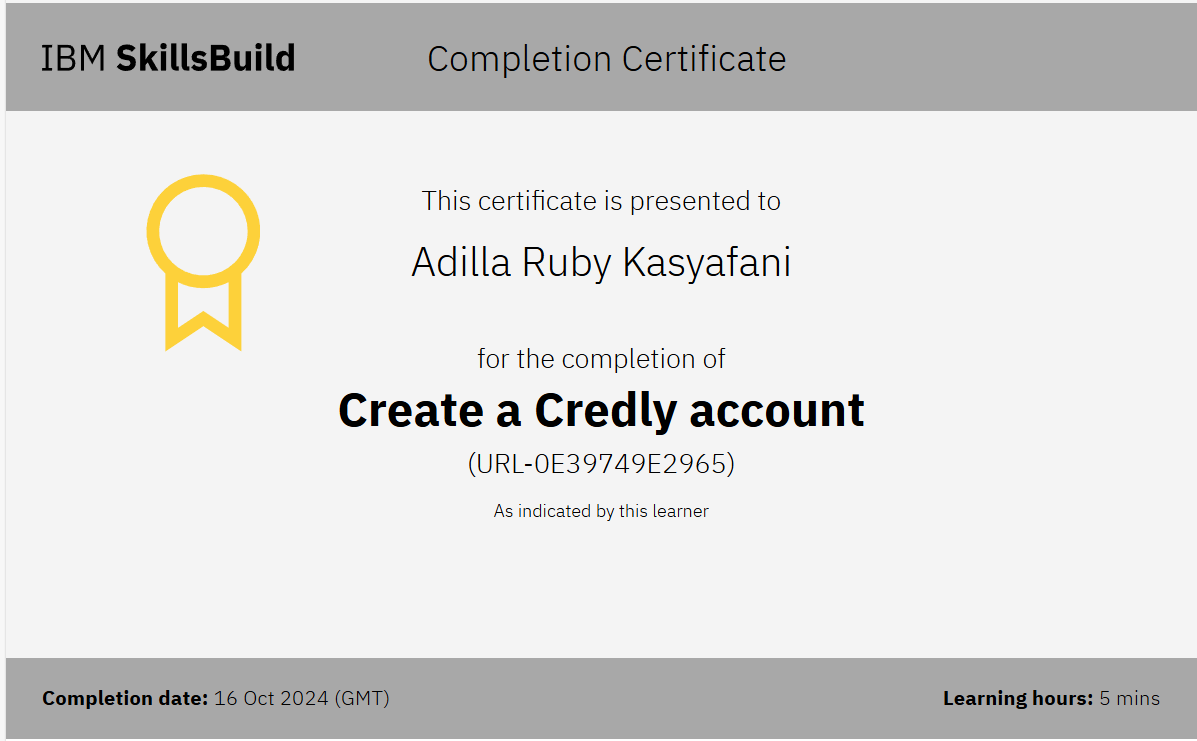 IBM SkillsBuild
Completion Certificate
This certificate is presented to
Adilla Ruby Kasyafani
for the completion of
Create a Credly account
(URL-0E39749E2965)
As indicated by this learner
Completion date: 16 Oct 2024 (GMT)
Learning hours: 5 mins